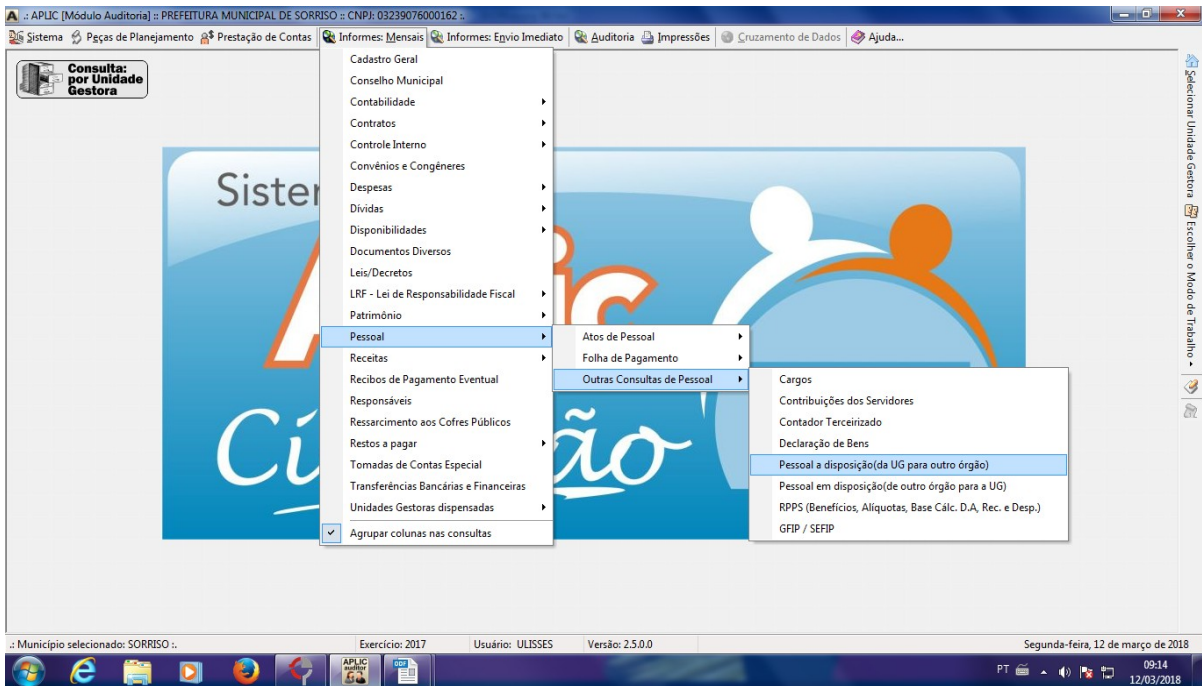 .: APLIC [Módulo Auditoria] :: PREFEITURA MUNICIPAL DE SORRISO :: CNPJ: 03239076000162 :.
Sistema Peças de Planejamento Prestação de Contas Informes: Mensais Informes: Envio Imediato Auditoria Impressões Cruzamento de Dados Ajuda...
Consulta:
por Unidade
Gestora
Cadastro Geral
Conselho Municipal
Contabilidade
Contratos
Controle Interno
Convênios e Congêneres
Despesas
Dívidas
Disponibilidades
Documentos Diversos
Leis/Decretos
LRF - Lei de Responsabilidade Fiscal
Patrimônio
Pessoal
Receitas
Recibos de Pagamento Eventual
Responsáveis
Ressarcimento aos Cofres Públicos
Restos a pagar
Tomadas de Contas Especial
Transferências Bancárias e Financeiras
Unidades Gestoras dispensadas
Agrupar colunas nas consultas
Atos de Pessoal
Folha de Pagamento
Outras Consultas de Pessoal
Cargos
Contribuições dos Servidores
Contador Terceirizado
Declaração de Bens
Pessoal a disposição(da UG para outro órgão)
Pessoal em disposição(de outro órgão para a UG)
RPPS (Benefícios, Alíquotas, Base Cálc. D.A, Rec. e Desp.)
GFIP / SEFIP
Selecionar Unidade Gestora
Escolher o Modo de Trabalho
.: Município selecionado: SORRISO :. Exercício: 2017 Usuário: ULISSES Versão: 2.5.0.0 Segunda-feira, 12 de março de 2018
APLIC
auditor
ODF
PT
09:14
12/03/2018